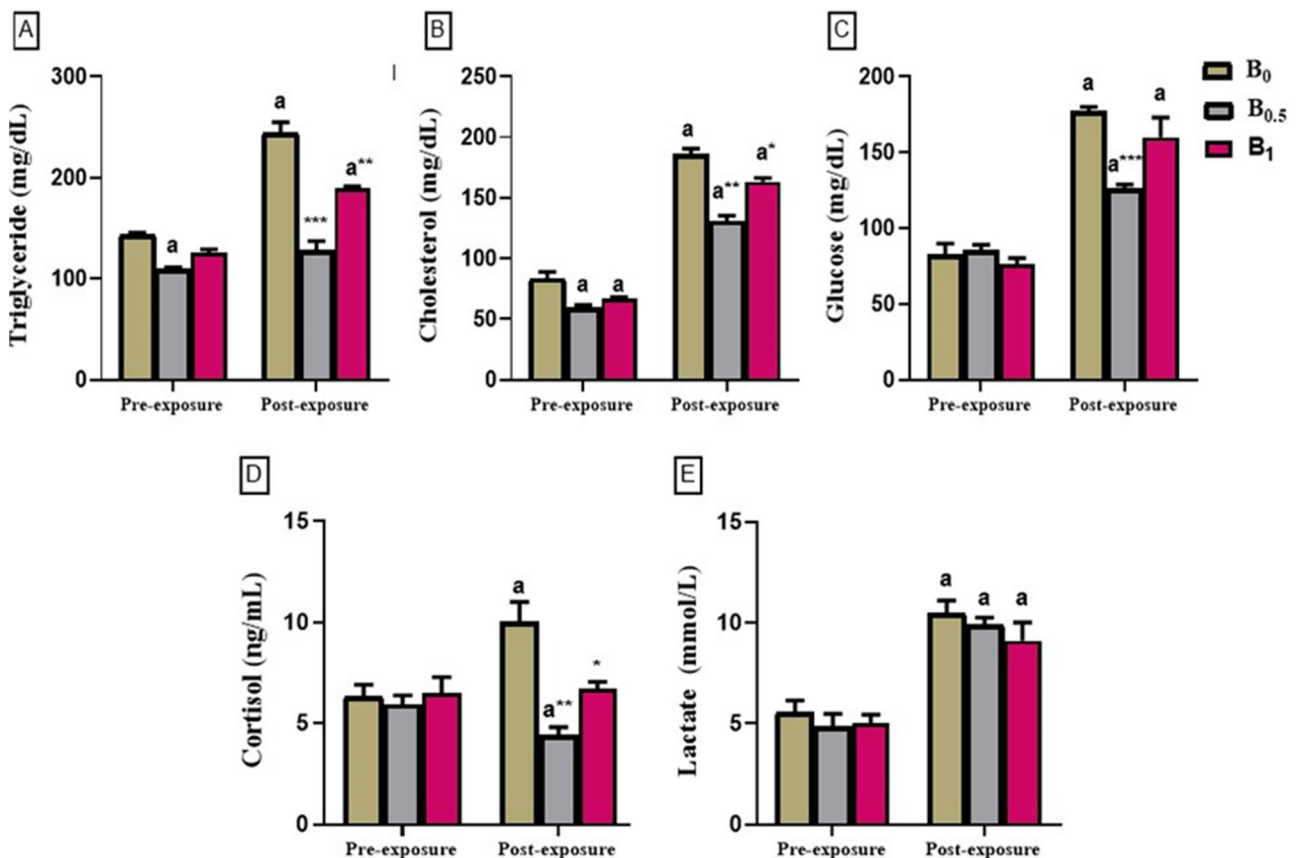 A
Triglyceride (mg/dL)
300
200
100
0
a
a
***
a**
Pre-exposure
Post-exposure
B
Cholesterol (mg/dL)
250
200
150
100
50
0
a
a
a
a**
a*
Pre-exposure
Post-exposure
C
Glucose (mg/dL)
200
150
100
50
0
a
a***
a
Pre-exposure
Post-exposure
B0
B0.5
B1
D
Cortisol (ng/mL)
15
10
5
0
a
a**
*
Pre-exposure
Post-exposure
E
Lactate (mmol/L)
15
10
5
0
a
a
a
Pre-exposure
Post-exposure